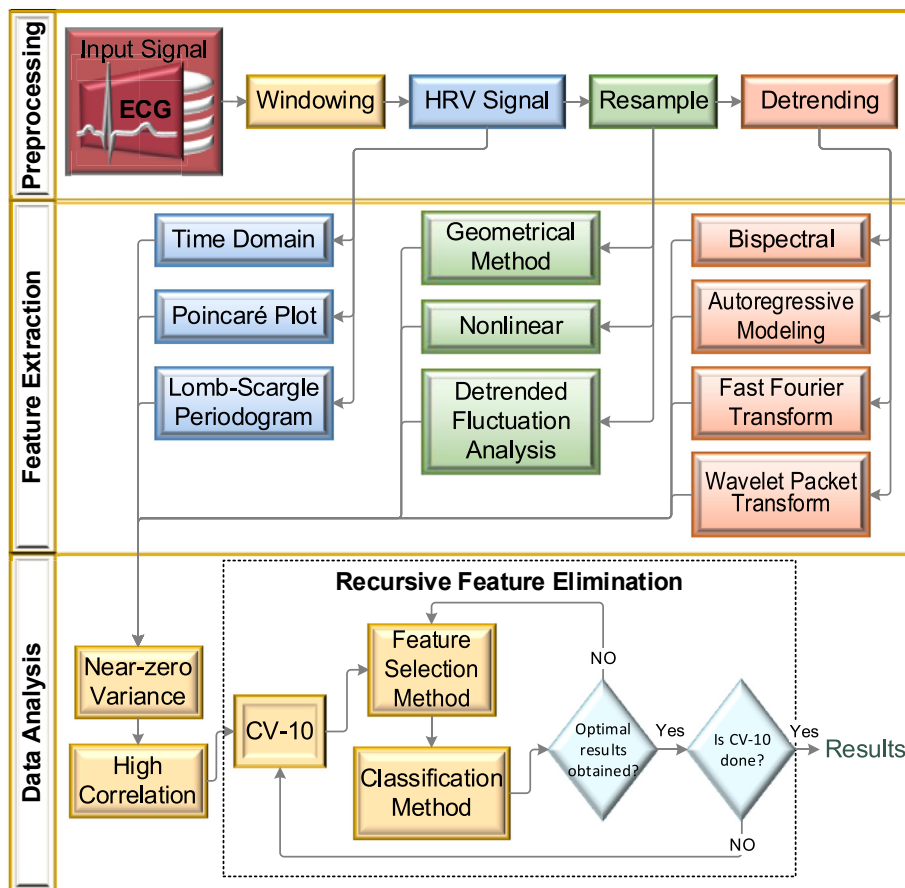 Preprocessing
Input Signal
ECG
Windowing
HRV Signal
Resample
Detrending
Feature Extraction
Time Domain
Poincaré Plot
Lomb-Scargle
Periodogram
Geometrical
Method
Nonlinear
Detrended
Fluctuation
Analysis
Bispectral
Autoregressive
Modeling
Fast Fourier
Transform
Wavelet Packet
Transform
Data Analysis
Recursive Feature Elimination
Near-zero
Variance
High
Correlation
CV-10
Feature
Selection
Method
Classification
Method
NO
Optimal
results
obtained?
Yes
Is CV-10
done?
NO
Yes
Results